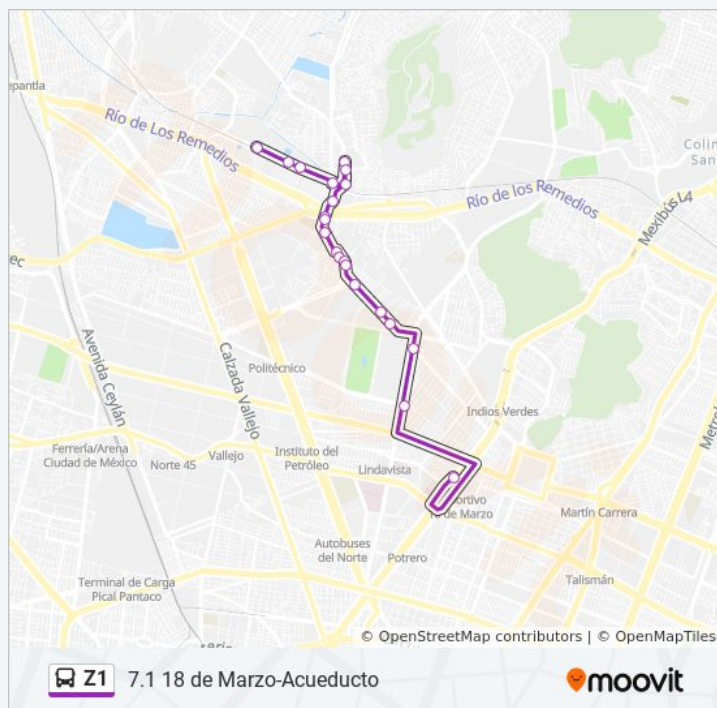 epantla
Río de Los Remedios
Colin
San
Río de los Remedios
Mexibús L4
ec
Avenida Ceylán
Calzada Vallejo
Politécnico
Metro
Indios Verdes
Ferrería/Arena
Ciudad de México
Norte 45
Vallejo
Instituto del
Petróleo
Lindavista
ortivo
18 de Marzo
Martín Carrera
Autobuses
del Norte
Potrero
Talismán
Terminal de Carga
Pical Pantaco
© OpenStreetMap contributors | © OpenMapTiles
Z1 7.1 18 de Marzo-Acueducto
moovit